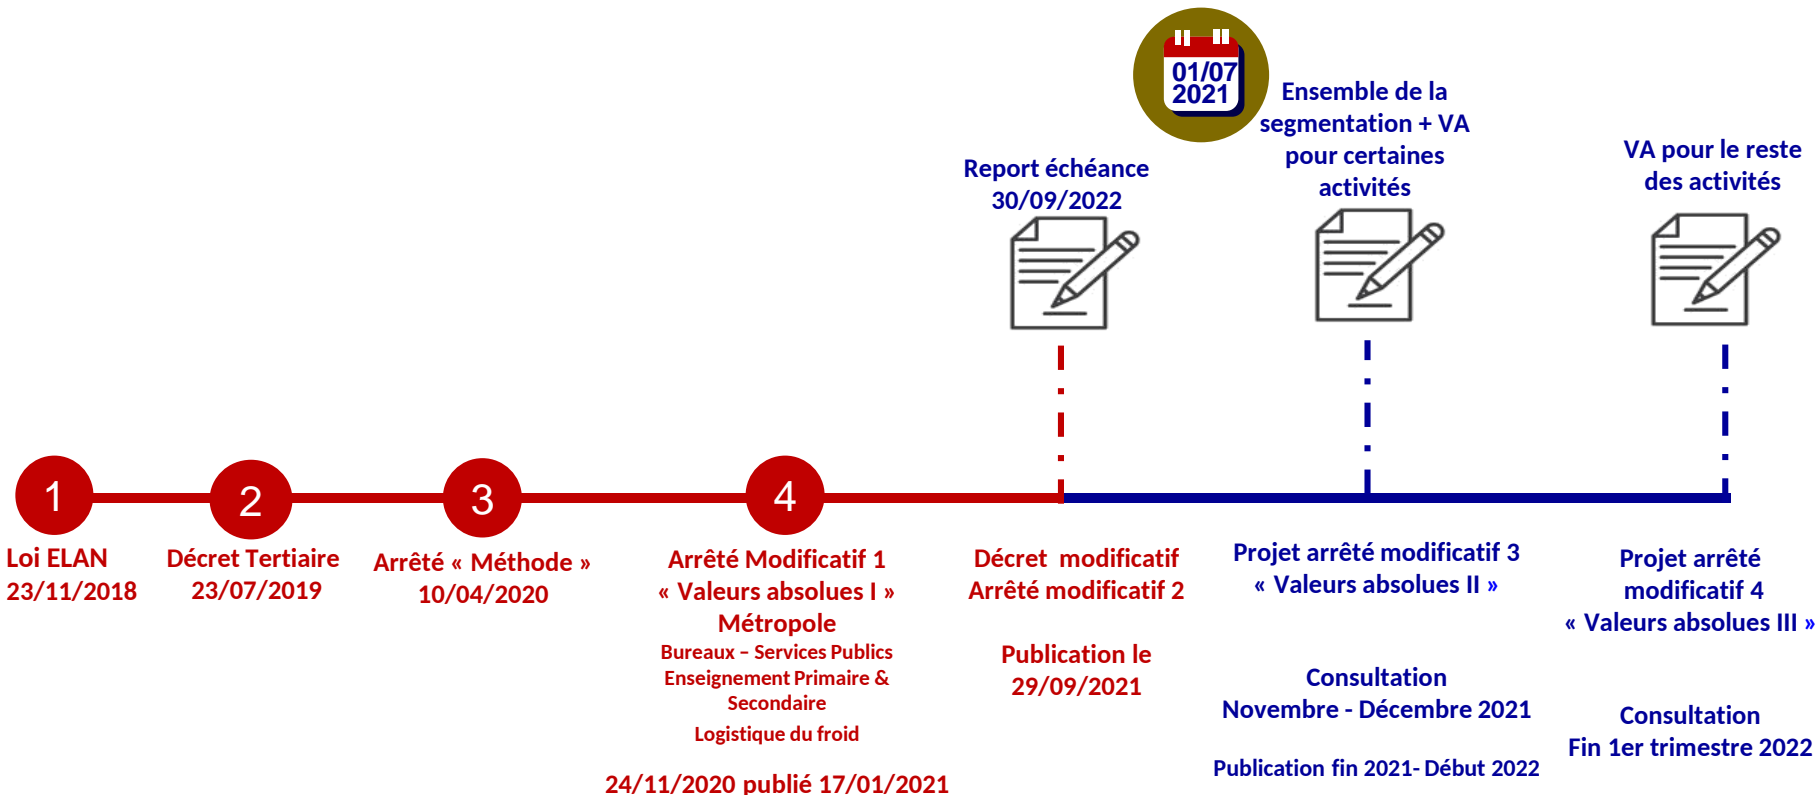 01/07
2021
Report échéance
30/09/2022
Ensemble de la
segmentation + VA
pour certaines
activités
VA pour le reste
des activités
1
2
3
4
Loi ELAN
23/11/2018
Décret Tertiaire
23/07/2019
Arrêté « Méthode »
10/04/2020
Arrêté Modificatif 1
« Valeurs absolues I »
Métropole
Bureaux – Services Publics
Enseignement Primaire &
Secondaire
Logistique du froid
24/11/2020 publié 17/01/2021
Décret modificatif
Arrêté modificatif 2
Publication le
29/09/2021
Projet arrêté modificatif 3
« Valeurs absolues II »
Consultation
Novembre - Décembre 2021
Publication fin 2021- Début 2022
Projet arrêté
modificatif 4
« Valeurs absolues III »
Consultation
Fin 1er trimestre 2022